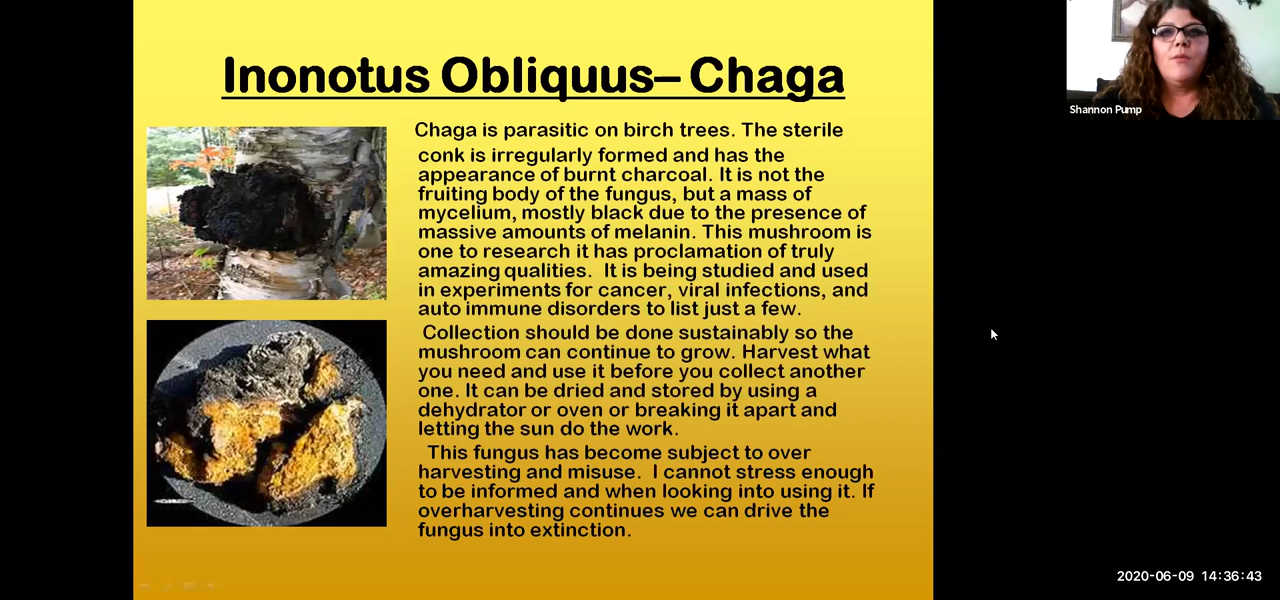 Inonotus Obliquus– Chaga
Shannon Pump
Chaga is parasitic on birch trees. The sterile
conk is irregularly formed and has the
appearance of burnt charcoal. It is not the
fruiting body of the fungus, but a mass of
mycelium, mostly black due to the presence of
massive amounts of melanin. This mushroom is
one to research it has proclamation of truly
amazing qualities.  It is being studied and used
in experiments for cancer, viral infections, and
auto immune disorders to list just a few.
Collection should be done sustainably so the
mushroom can continue to grow. Harvest what
you need and use it before you collect another
one. It can be dried and stored by using a
dehydrator or oven or breaking it apart and
letting the sun do the work.
This fungus has become subject to over
harvesting and misuse.  I cannot stress enough
to be informed and when looking into using it. If
overharvesting continues we can drive the
fungus into extinction.
2020-06-09  14:36:43